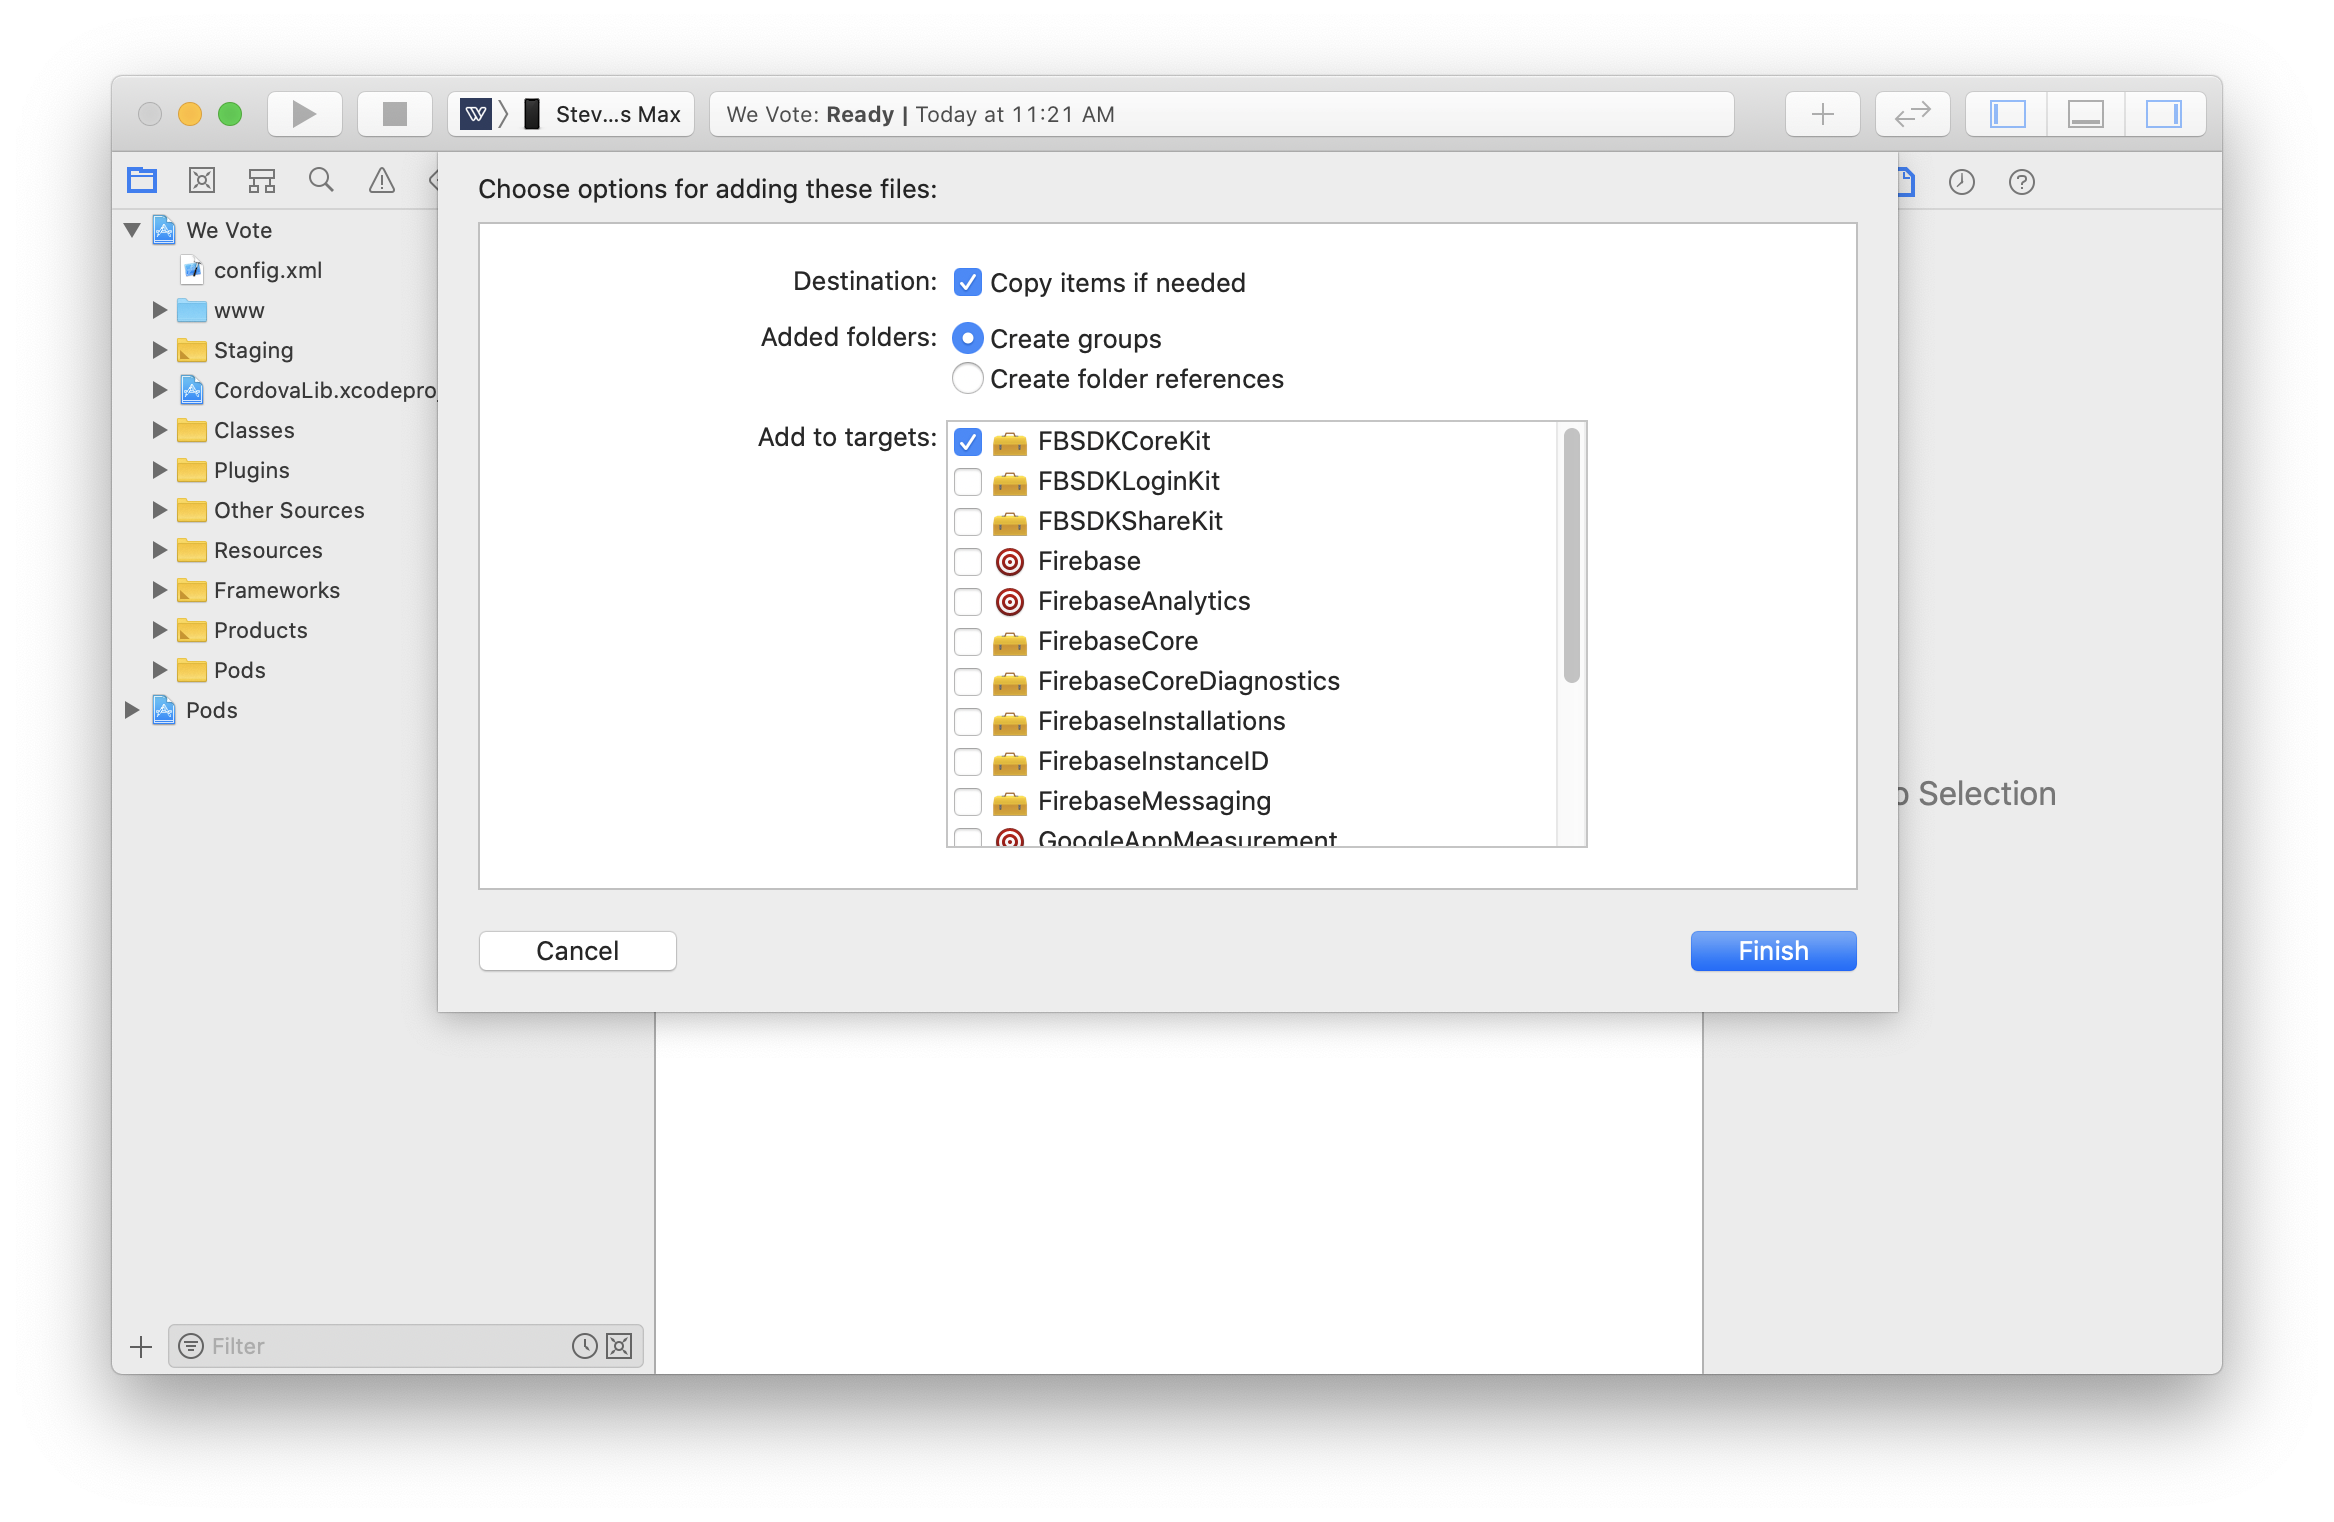 Stev...s Max
We Vote: Ready | Today at 11:21 AM
Choose options for adding these files:
We Vote
config.xml
www
Staging
CordovaLib.xcodeproj
Classes
Plugins
Other Sources
Resources
Frameworks
Products
Pods
Pods
Destination: Copy items if needed
Added folders: Create groups
Create folder references
Add to targets: FBSDKCoreKit
FBSDKLoginKit
FBSDKShareKit
Firebase
FirebaseAnalytics
FirebaseCore
FirebaseCoreDiagnostics
FirebaseInstallations
FirebaseInstanceID
FirebaseMessaging
GoogleAppMeasurement
o Selection
Cancel
Finish
Filter